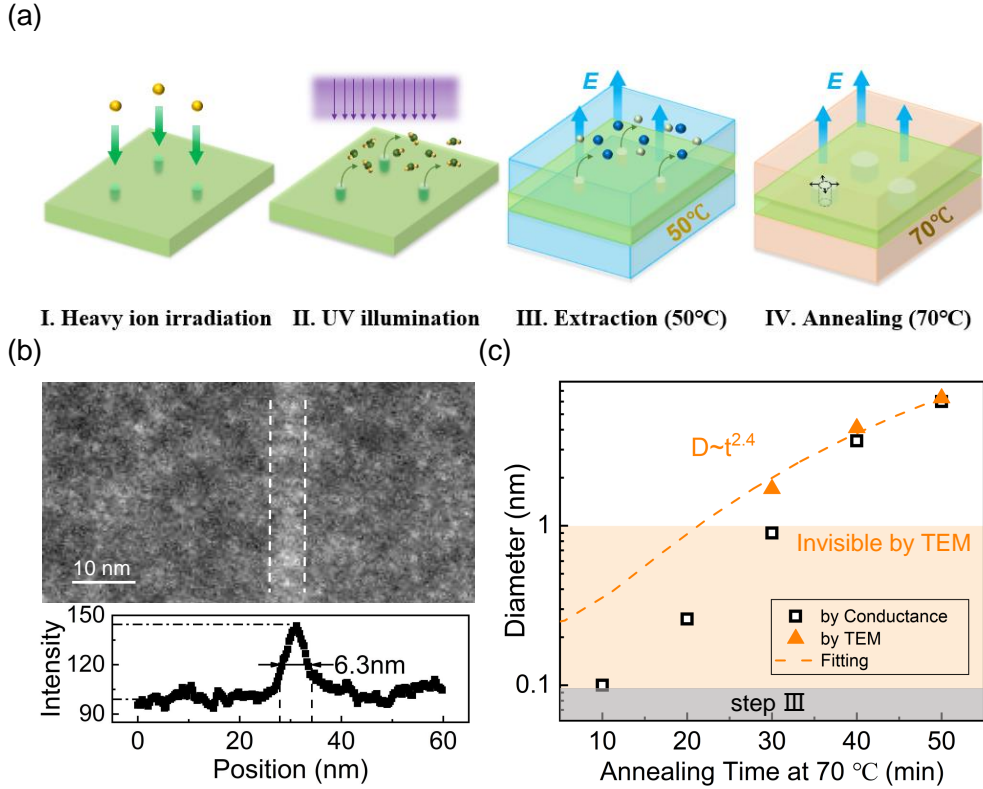 (a)
E
E
50℃
70℃
I. Heavy ion irradiation
II. UV illumination
III. Extraction (50℃)
IV. Annealing (70℃)
(b)
10 nm
150
120
90
Intensity
6.3nm
0
20
40
60
Position (nm)
(c)
Diameter (nm)
1
0.1
D~t^2.4
Invisible by TEM
by Conductance
by TEM
Fitting
step Ⅲ
10
20
30
40
50
Annealing Time at 70 ℃ (min)